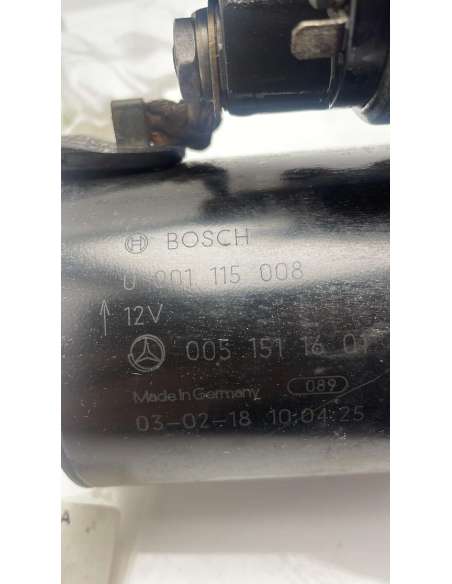 BOSCH
0 001 115 008
12V
005 151 16 01
Made in Germany 089
03-02-18 10:04:25
A